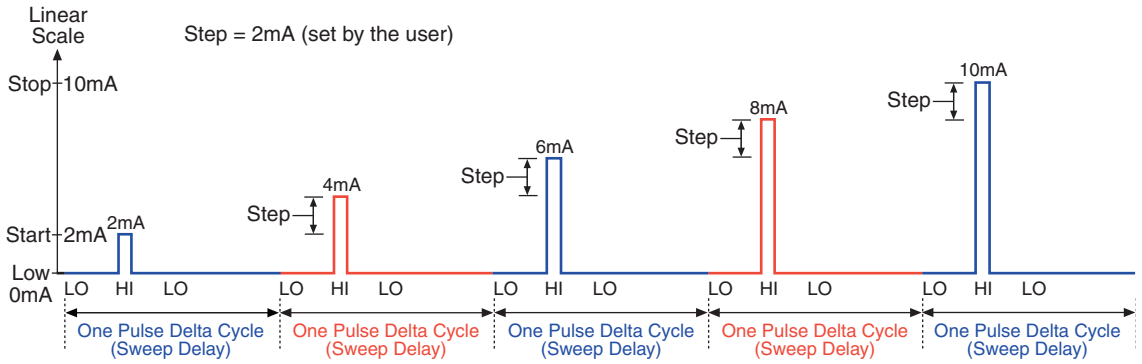 Linear
Scale
Step = 2mA (set by the user)
Stop 10mA
10mA
Step
8mA
Step
6mA
Step
4mA
Step
2mA
Start 2mA
Low
0mA
LO HI LO LO HI LO LO HI LO LO HI LO LO HI LO
One Pulse Delta Cycle
(Sweep Delay)
One Pulse Delta Cycle
(Sweep Delay)
One Pulse Delta Cycle
(Sweep Delay)
One Pulse Delta Cycle
(Sweep Delay)
One Pulse Delta Cycle
(Sweep Delay)